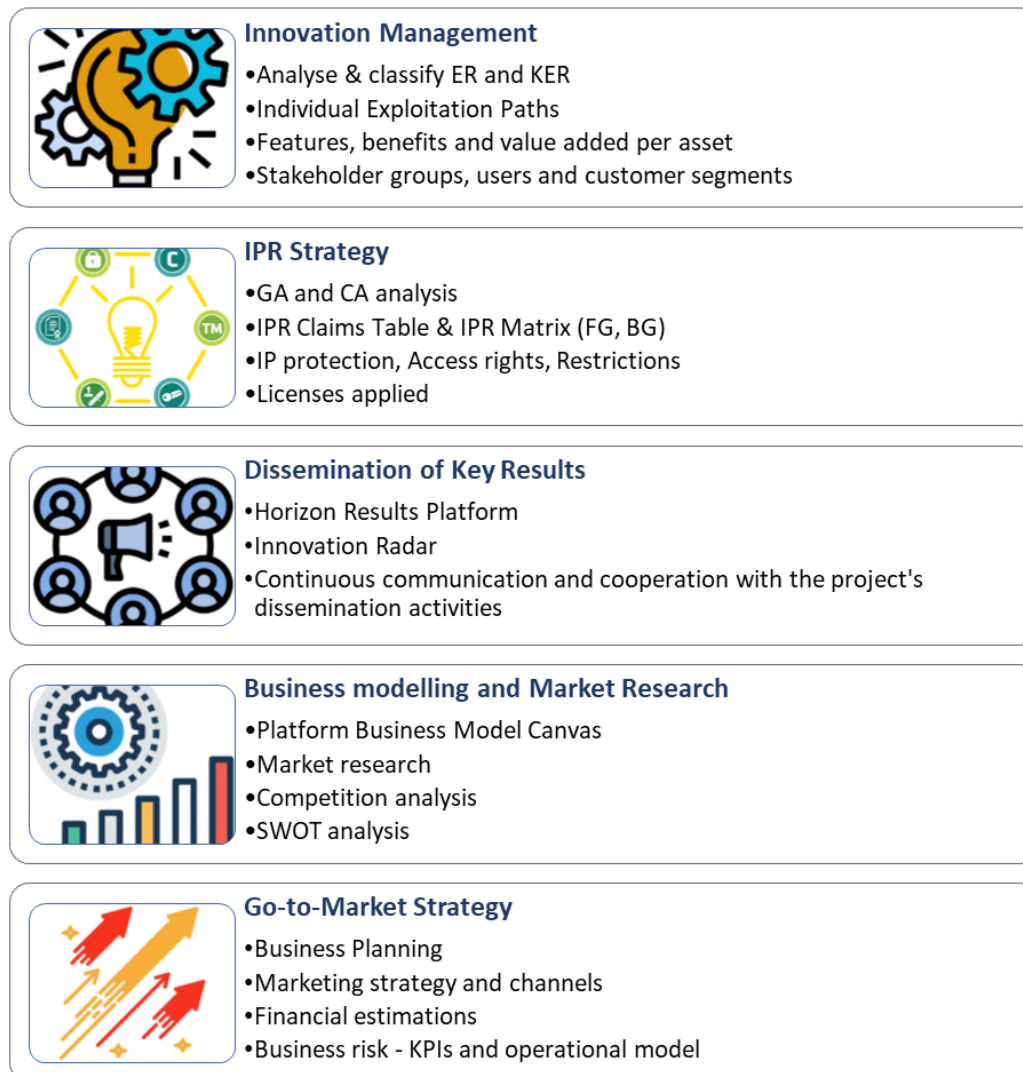 Innovation Management
•Analyse & classify ER and KER
•Individual Exploitation Paths
•Features, benefits and value added per asset
•Stakeholder groups, users and customer segments
IPR Strategy
C
TM
•GA and CA analysis
•IPR Claims Table & IPR Matrix (FG, BG)
•IP protection, Access rights, Restrictions
•Licenses applied
Dissemination of Key Results
•Horizon Results Platform
•Innovation Radar
•Continuous communication and cooperation with the project's
dissemination activities
Business modelling and Market Research
•Platform Business Model Canvas
•Market research
•Competition analysis
•SWOT analysis
Go-to-Market Strategy
•Business Planning
•Marketing strategy and channels
•Financial estimations
•Business risk - KPIs and operational model